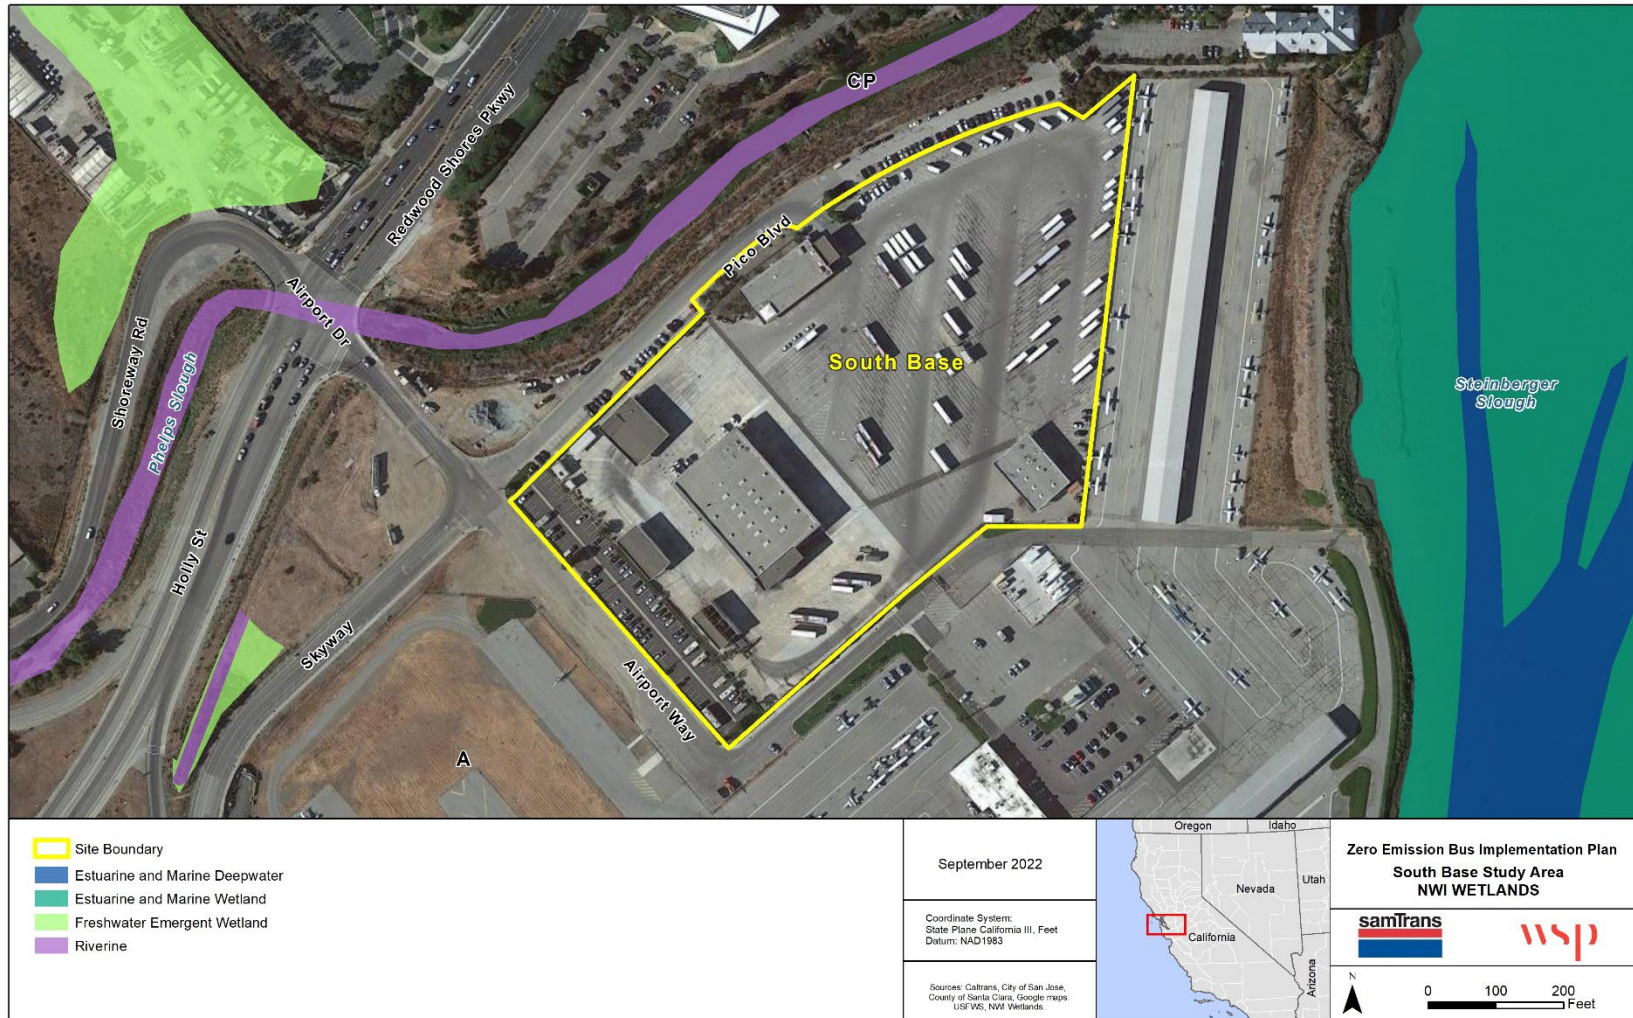 CP
Redwood Shores Pkwy
Pico Blvd
Airport Dr
South Base
Shoreway Rd
Phelps Slough
Steinberger
Slough
Holly St
Skyway
Airport Way
A
Site Boundary
Estuarine and Marine Deepwater
Estuarine and Marine Wetland
Freshwater Emergent Wetland
Riverine
September 2022
Coordinate System:
State Plane California III, Feet
Datum: NAD1983
Sources: Caltrans, City of San Jose,
County of Santa Clara, Google maps.
USFWS, NWI Wetlands.
Oregon
Idaho
Nevada
Utah
California
Arizona
Zero Emission Bus Implementation Plan
South Base Study Area
NWI WETLANDS
samTrans
wsp
N
0 100 200
Feet